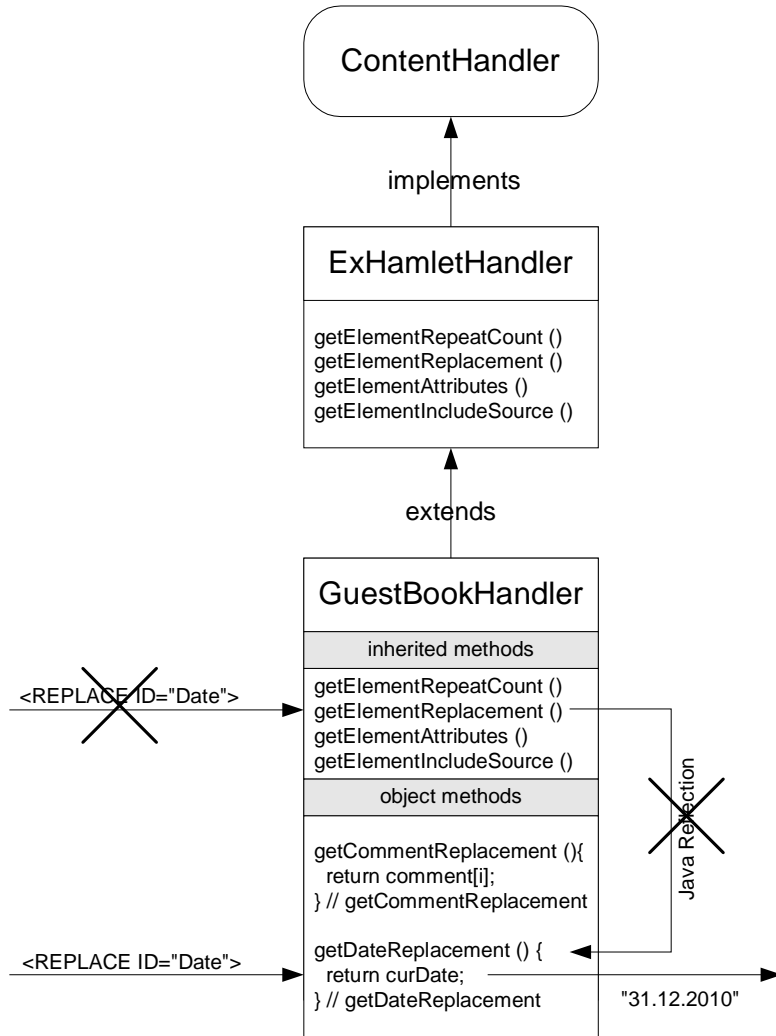 ContentHandler
implements
ExHamletHandler
getElementRepeatCount ()
getElementReplacement ()
getElementAttributes ()
getElementIncludeSource ()
extends
GuestBookHandler
inherited methods
<REPLACE ID="Date">
getElementRepeatCount ()
getElementReplacement ()
getElementAttributes ()
getElementIncludeSource ()
Java Reflection
object methods
getCommentReplacement (){
return comment[i];
} // getCommentReplacement
<REPLACE ID="Date">
getDateReplacement () {
return curDate;
} // getDateReplacement
"31.12.2010"